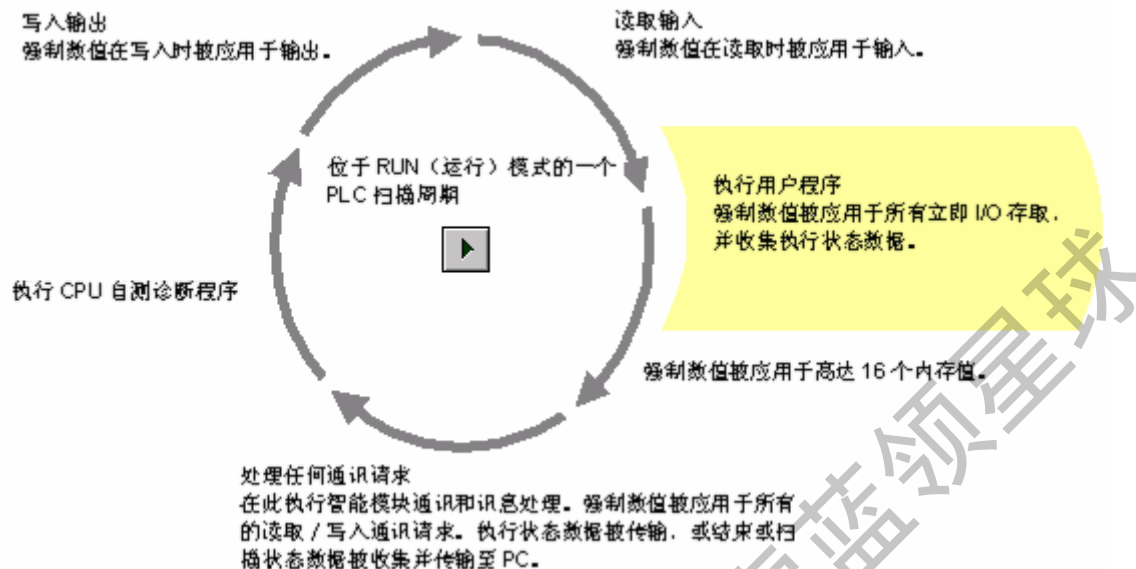 写入输出
强制数值在写入时被应用于输出。
读取输入
强制数值在读取时被应用于输入。
位于 RUN（运行）模式的一个
PLC 扫描周期
执行用户程序
强制数值被应用于所有立即 I/O 存取，
并收集执行状态数据。
执行 CPU 自测诊断程序
强制数值被应用于高达 16 个内存值。
处理任何通讯请求
在此执行智能模块通讯和讯息处理。强制数值被应用于所有
的读取 / 写入通讯请求。执行状态数据被传输，或结束或扫
描状态数据被收集并传输至 PC。
蓝领星球